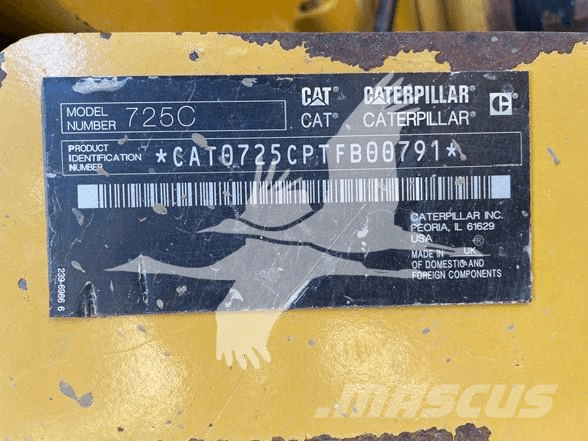 MODEL NUMBER 725C
CAT® CATERPILLAR®
CAT® CATERPILLAR®
PRODUCT IDENTIFICATION NUMBER *CAT0725CPTFB00791*
CATERPILLAR INC.
PEORIA, IL 61629
USA ®
MADE IN UK
OF DOMESTIC AND
FOREIGN COMPONENTS
239-6986 6
MASCUS